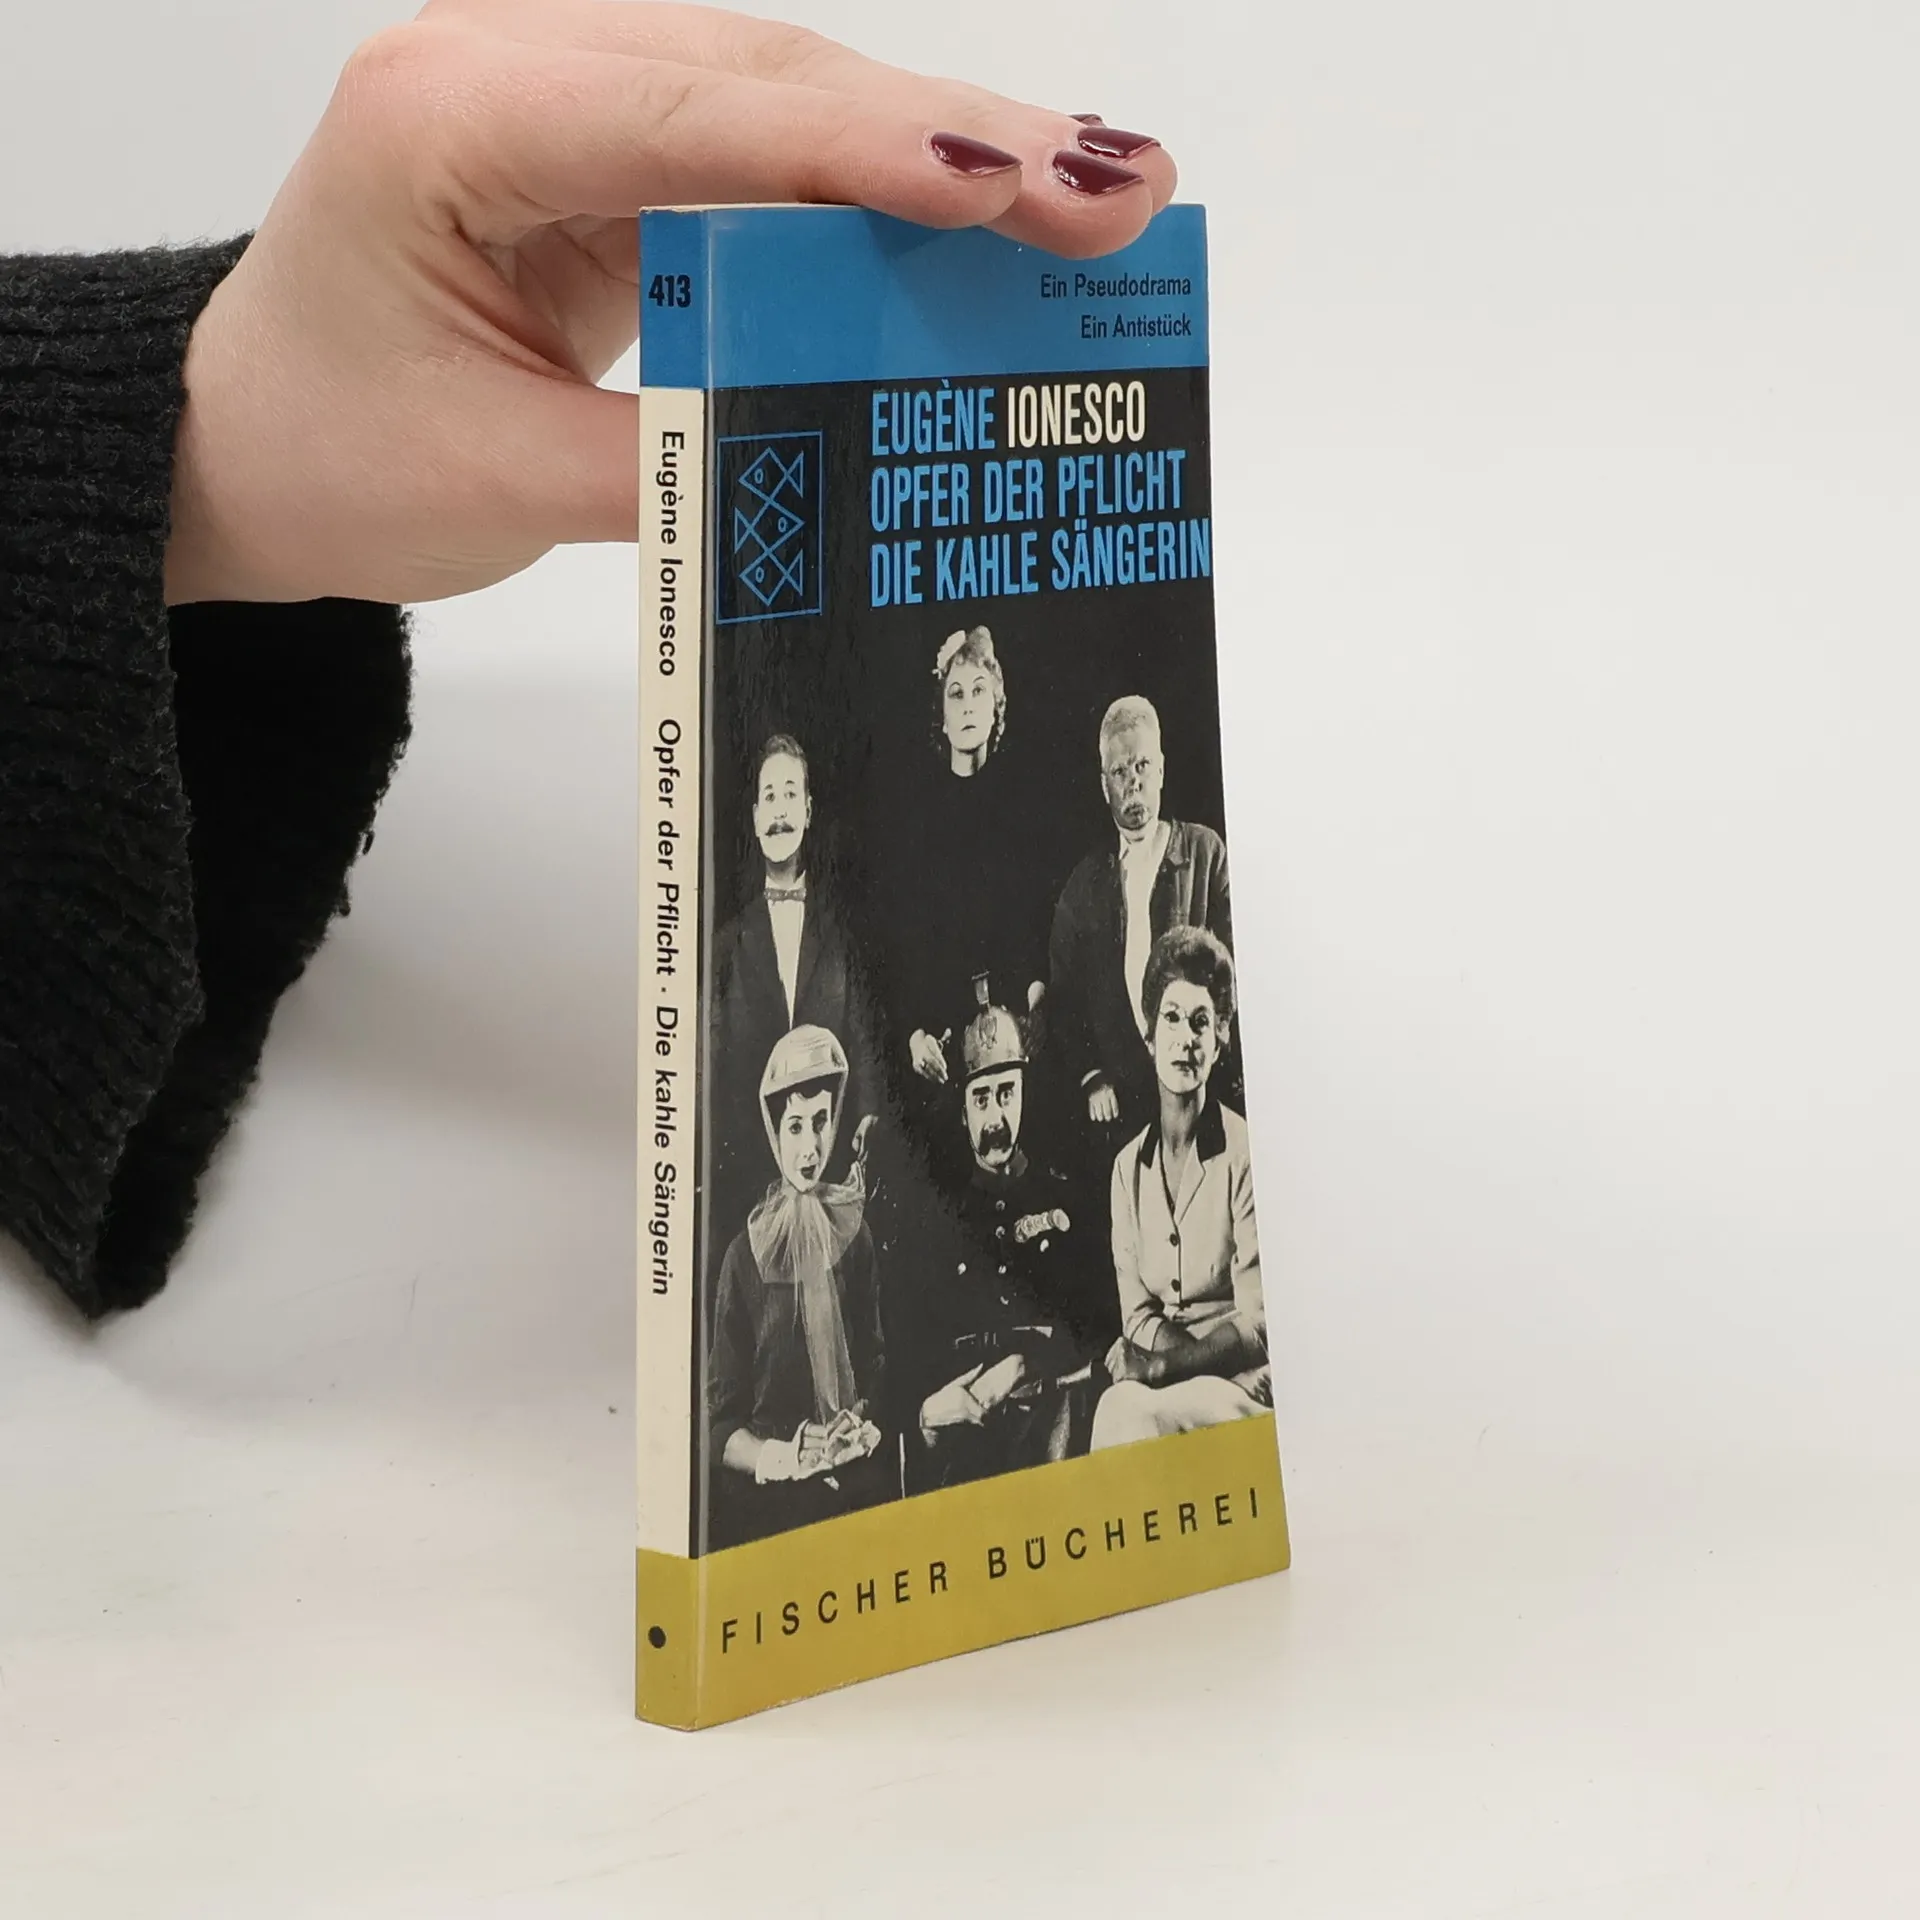 413
Eugène Ionesco Opfer der Pflicht · Die kahle Sängerin
Ein Pseudodrama
Ein Antistück
EUGÈNE IONESCO
OPFER DER PFLICHT
DIE KAHLE SÄNGERIN
FISCHER BÜCHEREI